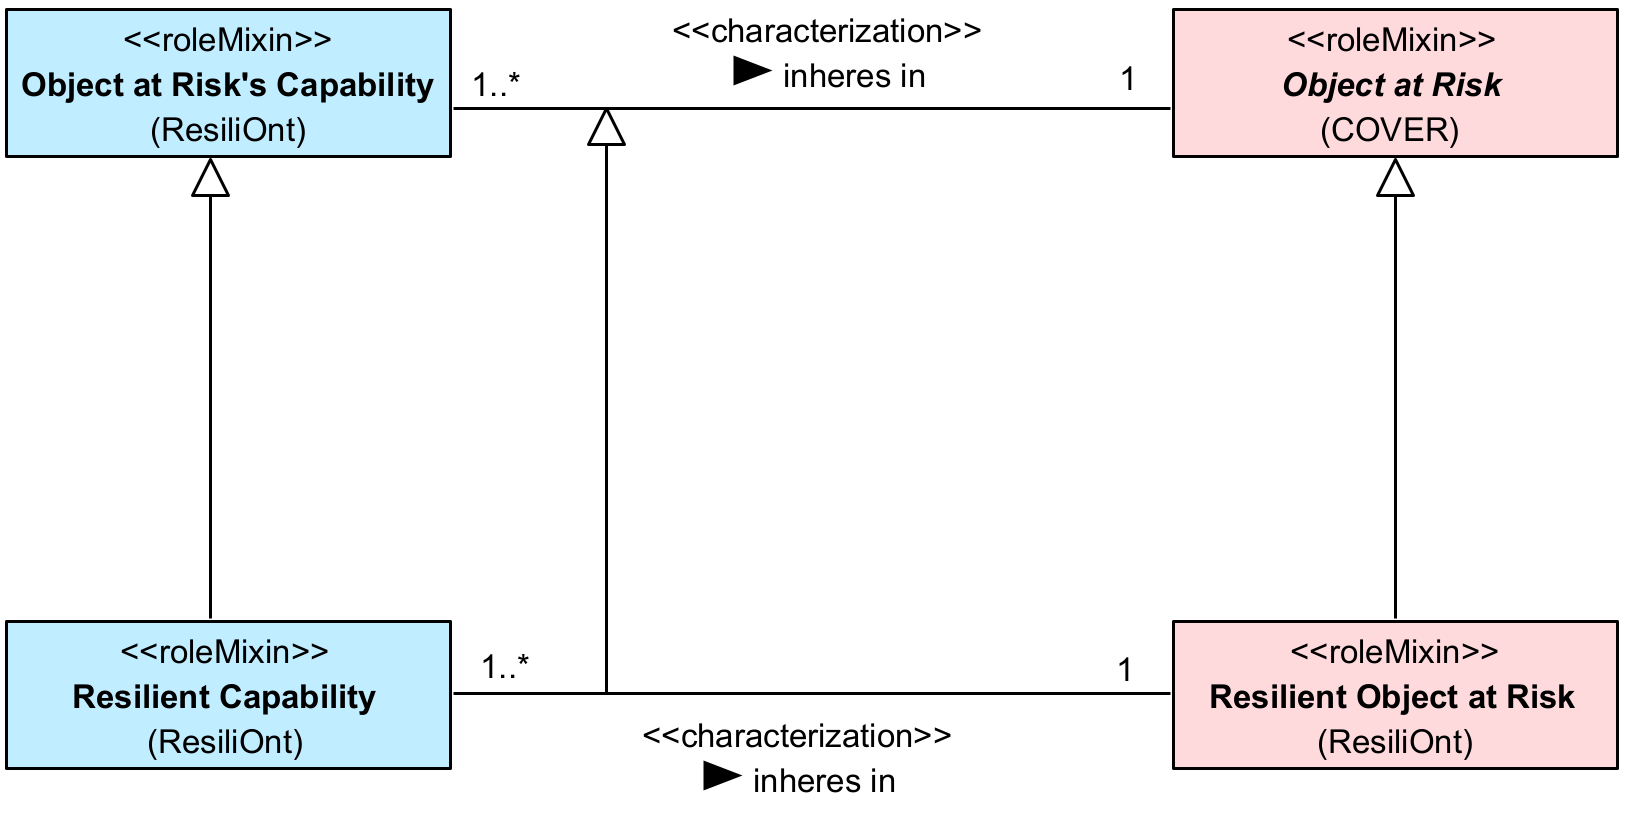 <<roleMixin>>
Object at Risk's Capability
(ResiliOnt)
1..*
<<characterization>>
inheres in
1
<<roleMixin>>
Object at Risk
(COVER)
<<roleMixin>>
Resilient Capability
(ResiliOnt)
1..*
<<characterization>>
inheres in
1
<<roleMixin>>
Resilient Object at Risk
(ResiliOnt)